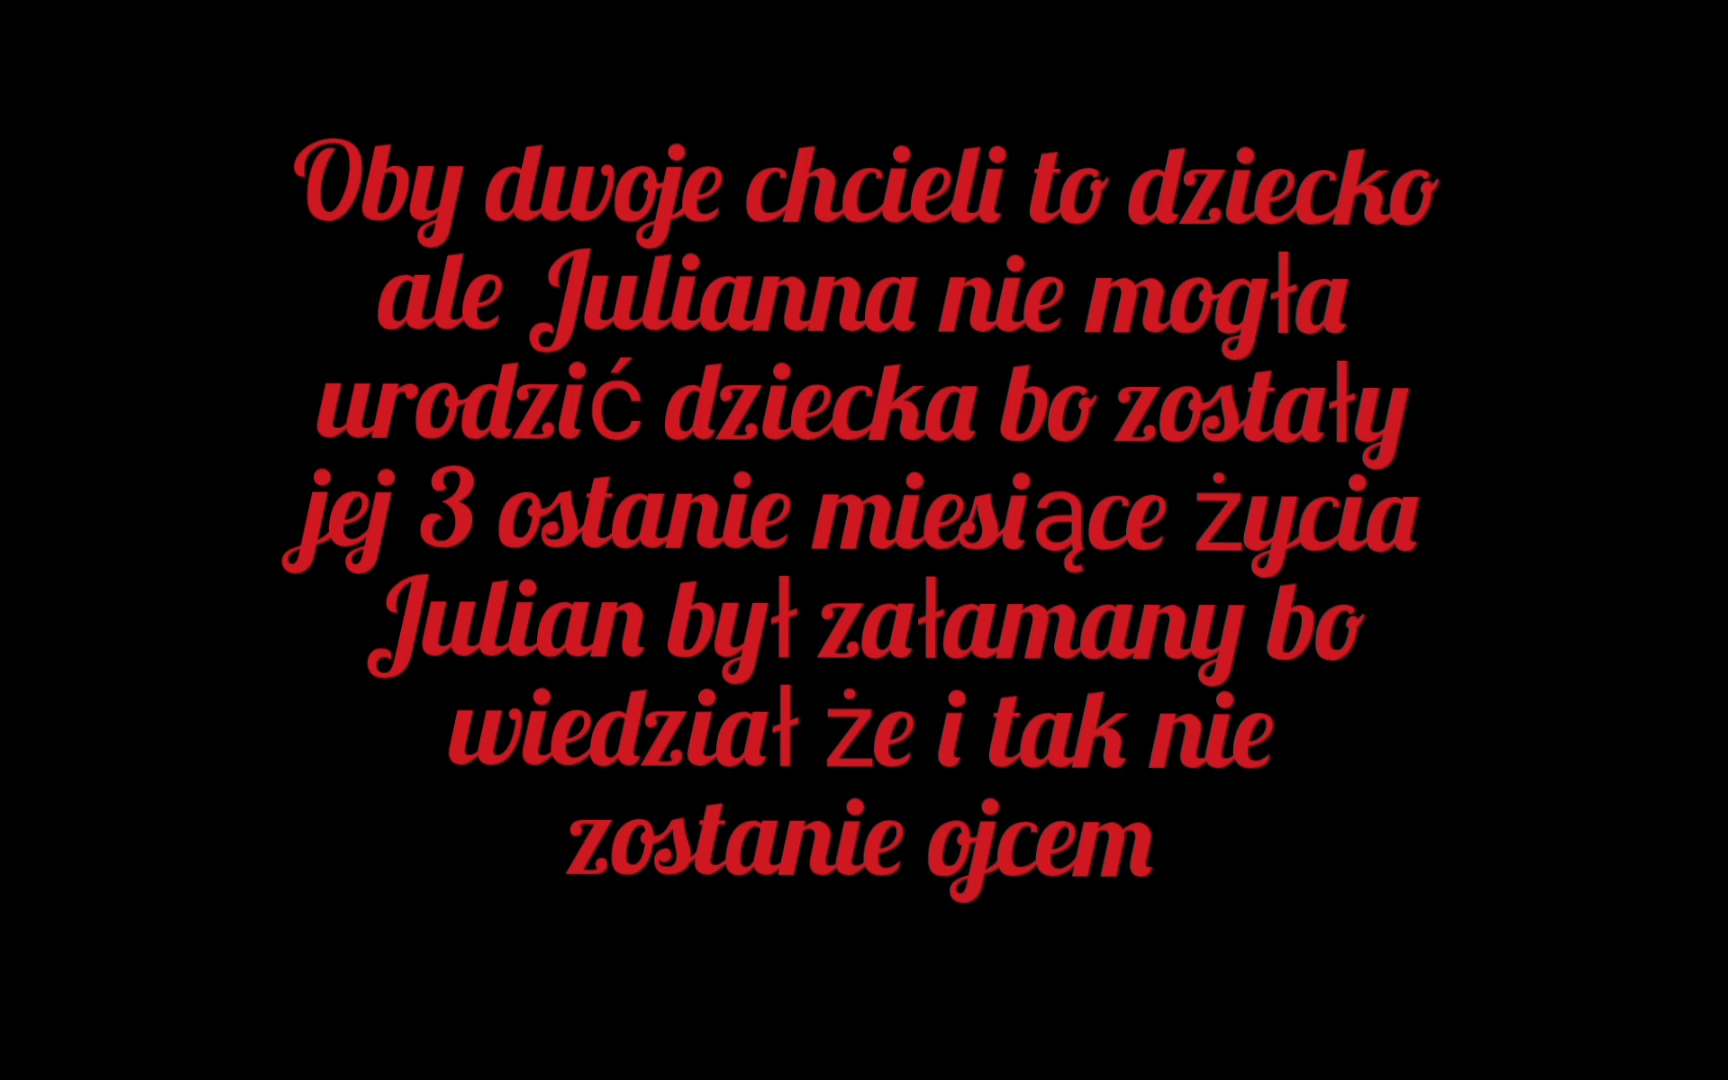 Oby dwoje chcieli to dziecko
ale Julianna nie mogła
urodzić dziecka bo zostały
jej 3 ostanie miesiące życia
Julian był załamany bo
wiedział że i tak nie
zostanie ojcem